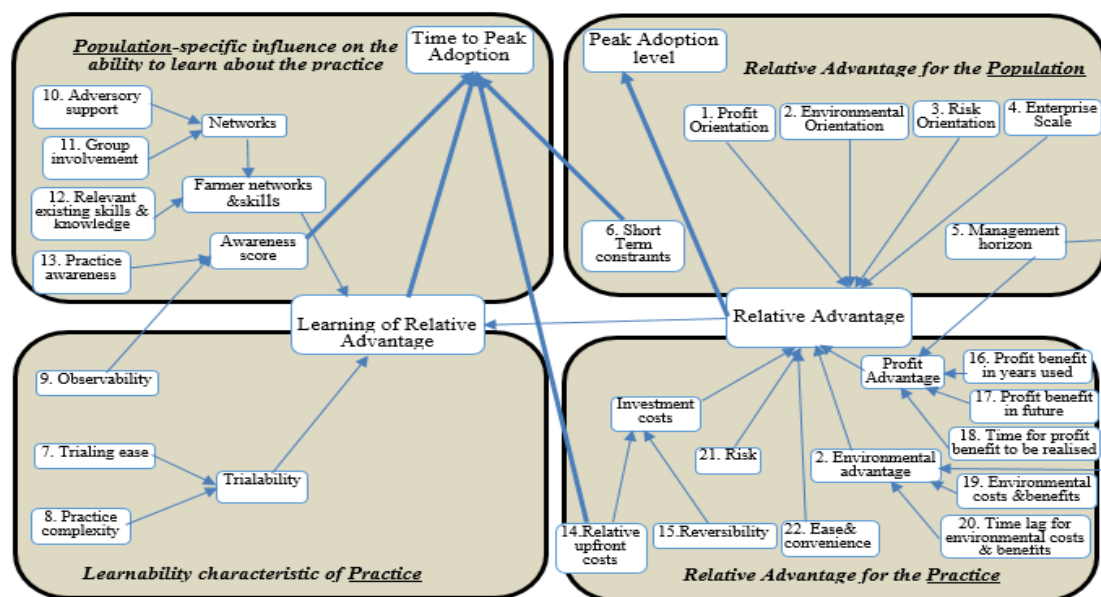 Population-specific influence on the
ability to learn about the practice
Time to Peak
Adoption
10. Adversory
support
Networks
11. Group
involvement
12. Relevant
existing skills &
knowledge
Farmer networks
&skills
13. Practice
awareness
Awareness
score
Peak Adoption
level
Relative Advantage for the Population
1. Profit
Orientation
2. Environmental
Orientation
3. Risk
Orientation
4. Enterprise
Scale
6. Short
Term
constraints
5. Management
horizon
Learning of Relative
Advantage
Relative Advantage
9. Observability
7. Trialing ease
Trialability
8. Practice
complexity
Learnability characteristic of Practice
Profit
Advantage
16. Profit benefit
in years used
17. Profit benefit
in future
18. Time for profit
benefit to be realised
Investment
costs
21. Risk
2. Environmental
advantage
19. Environmental
costs &benefits
20. Time lag for
environmental costs
& benefits
14.Relative
upfront
costs
15.Reversibility
22. Ease&
convenience
Relative Advantage for the Practice